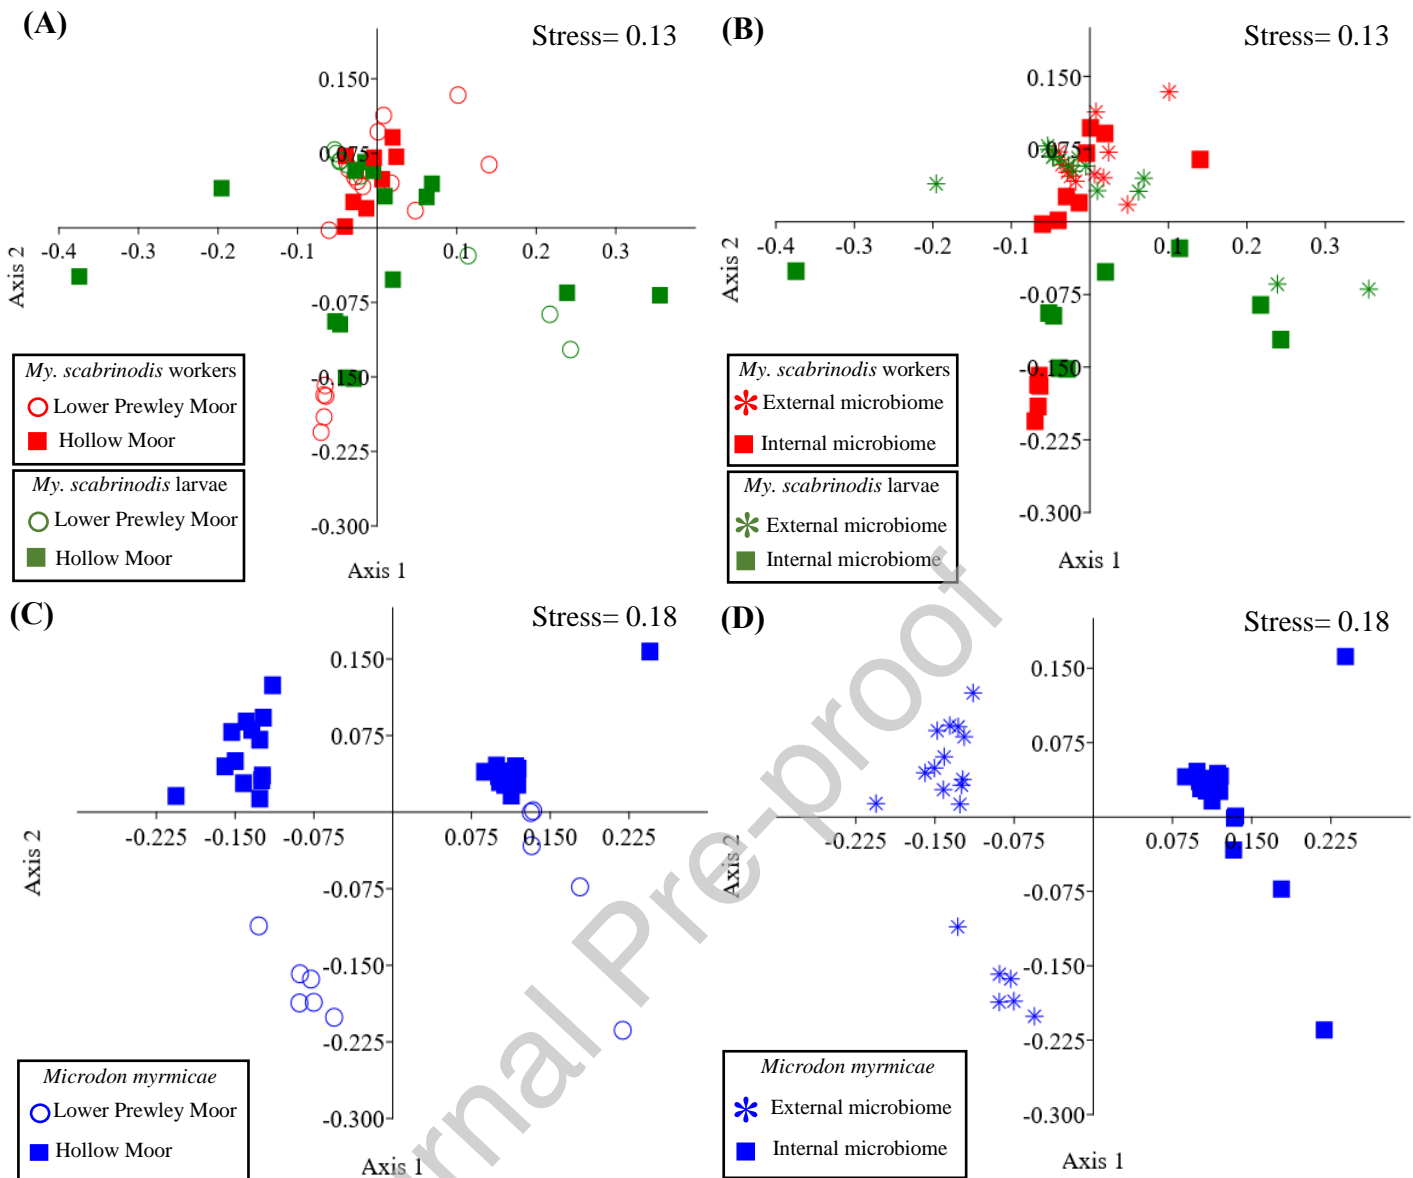 (A)
Stress= 0.13
0.150
0.075
-0.4
-0.3
-0.2
-0.1
0.1
0.2
0.3
-0.075
-0.150
-0.225
-0.300
Axis 2
Axis 1
My. scabrinodis workers
Lower Prewley Moor
Hollow Moor
My. scabrinodis larvae
Lower Prewley Moor
Hollow Moor
(B)
Stress= 0.13
0.150
0.075
-0.4
-0.3
-0.2
-0.1
0.1
0.2
0.3
-0.075
-0.150
-0.225
-0.300
Axis 2
Axis 1
My. scabrinodis workers
External microbiome
Internal microbiome
My. scabrinodis larvae
External microbiome
Internal microbiome
(C)
Stress= 0.18
0.150
0.075
-0.225
-0.150
-0.075
0.075
0.150
0.225
-0.075
-0.150
-0.225
-0.300
Axis 2
Axis 1
Microdon myrmicae
Lower Prewley Moor
Hollow Moor
(D)
Stress= 0.18
0.150
0.075
-0.225
-0.150
-0.075
0.075
0.150
0.225
-0.075
-0.150
-0.225
-0.300
Axis 2
Axis 1
Microdon myrmicae
External microbiome
Internal microbiome
rnal Pre-proof